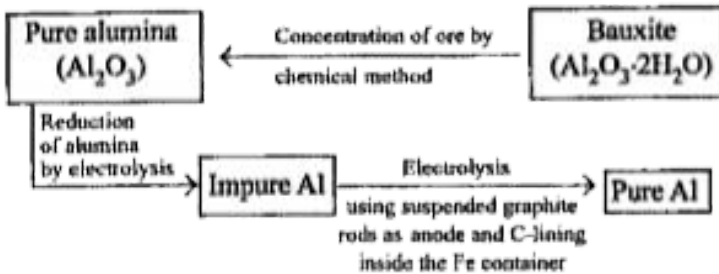 Pure alumina
(Al₂O₃)
Concentration of ore by
chemical method
Bauxite
(Al₂O₃·2H₂O)
Reduction
of alumina
by electrolysis
Impure Al
Electrolysis
using suspended graphite
rods as anode and C-lining
inside the Fe container
Pure Al